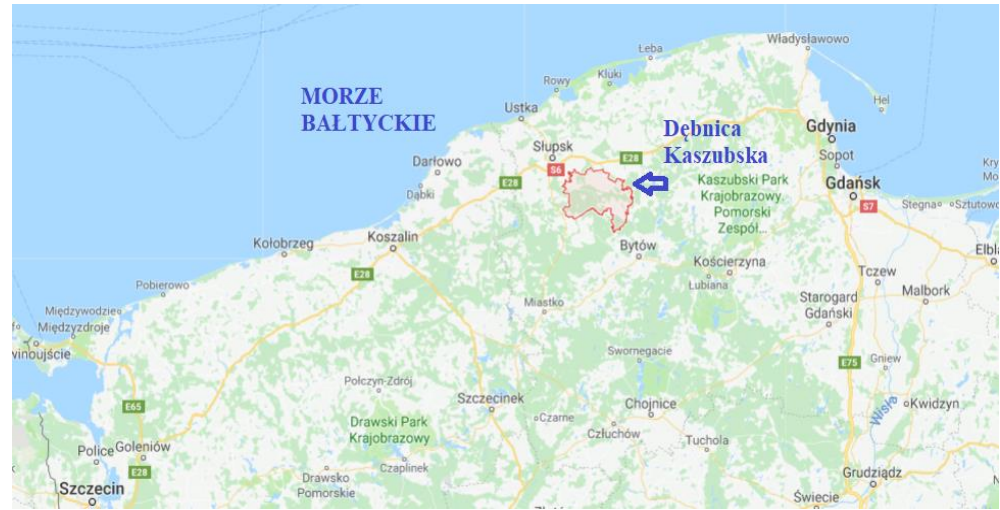 Władysławowo
Łeba
Rowy
Kluki
Hel
MORZE
BAŁTYCKIE
Ustka
Gdynia
Dębnica
Kaszubska
Słupsk
E28
Sopot
Darłowo
S6
Kaszubski Park
Krajobrazowy
Pomorski
Zespół...
Gdańsk
E28
Dąbki
S7
Stegna
Sztutowo
Koszalin
Kołobrzeg
Bytów
Kościerzyna
E28
Łubiana
Tczew
Pobierowo
Malbork
Miastko
Starogard
Gdański
Międzywodzie
Międzyzdroje
Swornegacie
E75
Gniew
Połczyn-Zdrój
Szczecinek
Chojnice
Wisła
Kwidzyn
E65
Czarne
Drawski Park
Krajobrazowy
Człuchów
Tuchola
Police
Goleniów
Czaplinek
E28
Drawsko
Pomorskie
Grudziądz
Szczecin
Świecie